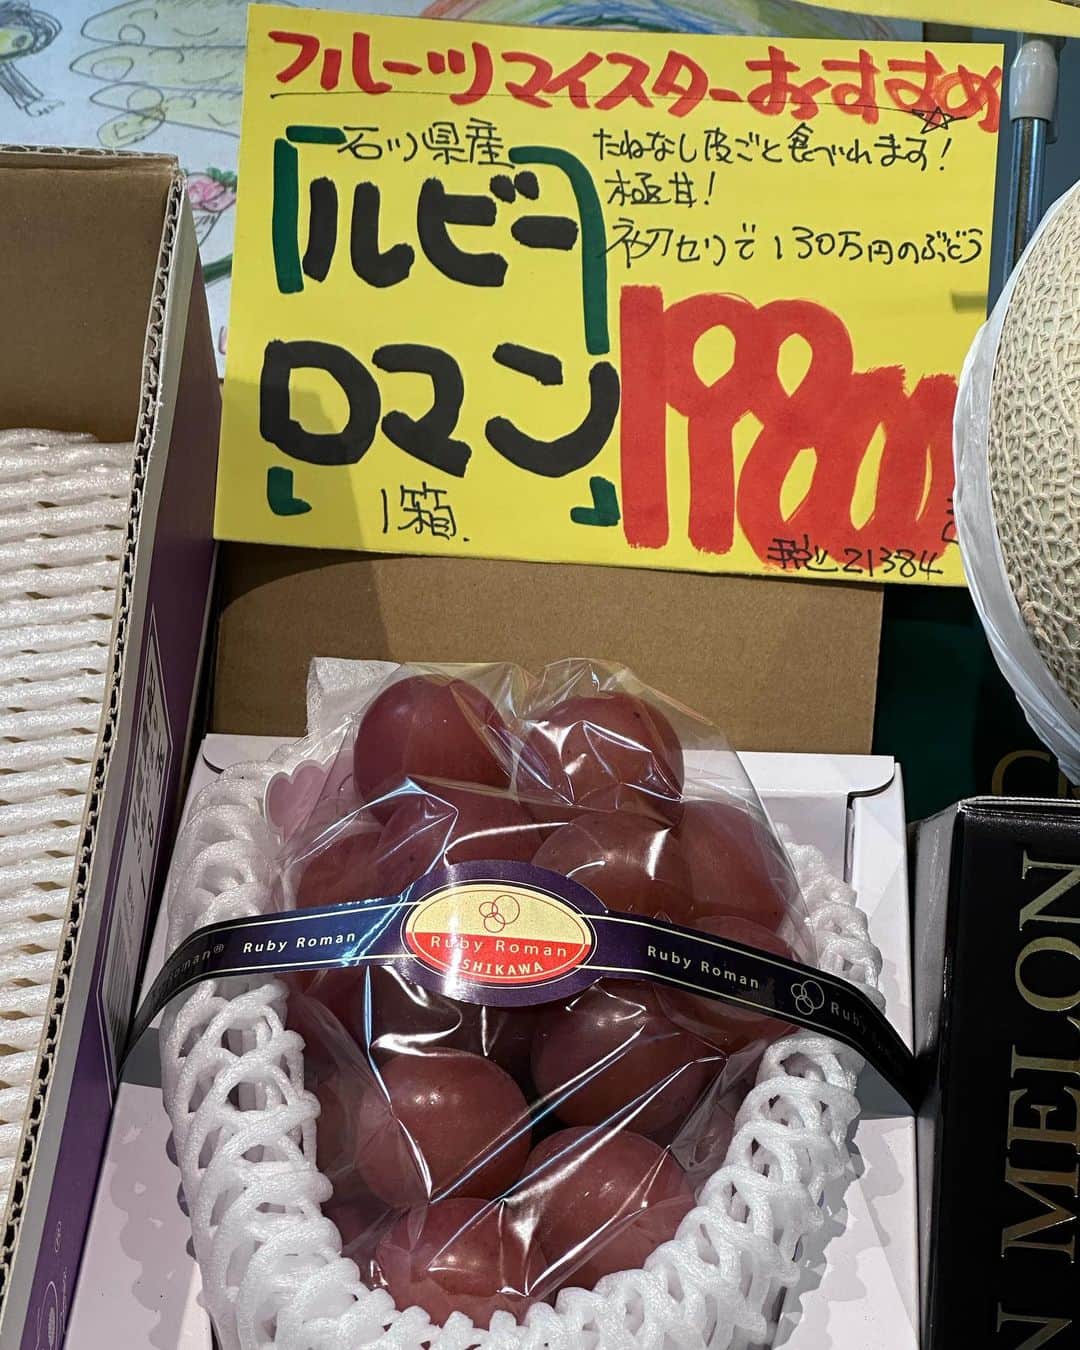 フルーツマイスターおすすめ
石川県産
「ルビー
ロマン」
1箱
たねなし皮ごと食べれます!
極甘!
初セリで130万円のぶどう
19800
税込21384
Ruby Roman
Ruby Roman
ISHIKAWA
Ruby Roman
Ruby
MELON